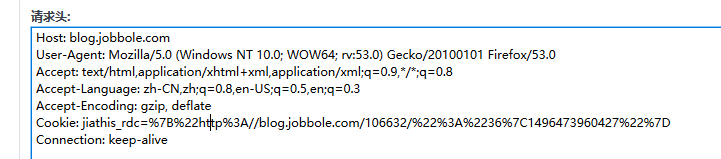 请求头:
Host: blog.jobbole.com
User-Agent: Mozilla/5.0 (Windows NT 10.0; WOW64; rv:53.0) Gecko/20100101 Firefox/53.0
Accept: text/html,application/xhtml+xml,application/xml;q=0.9,*/*;q=0.8
Accept-Language: zh-CN,zh;q=0.8,en-US;q=0.5,en;q=0.3
Accept-Encoding: gzip, deflate
Cookie: jiathis_rdc=%7B%22http%3A//blog.jobbole.com/106632/%22%3A%2236%7C1496473960427%22%7D
Connection: keep-alive